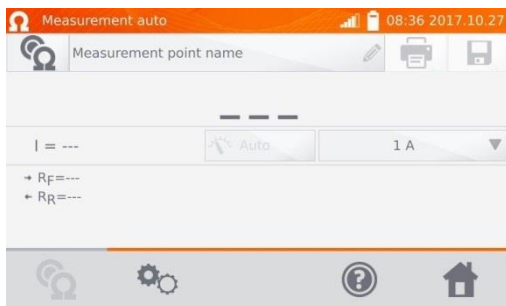 Ω Measurement auto 08:36 2017.10.27
Measurement point name
---
I = --- Auto 1 A
→ RF=---
← RR=---
?